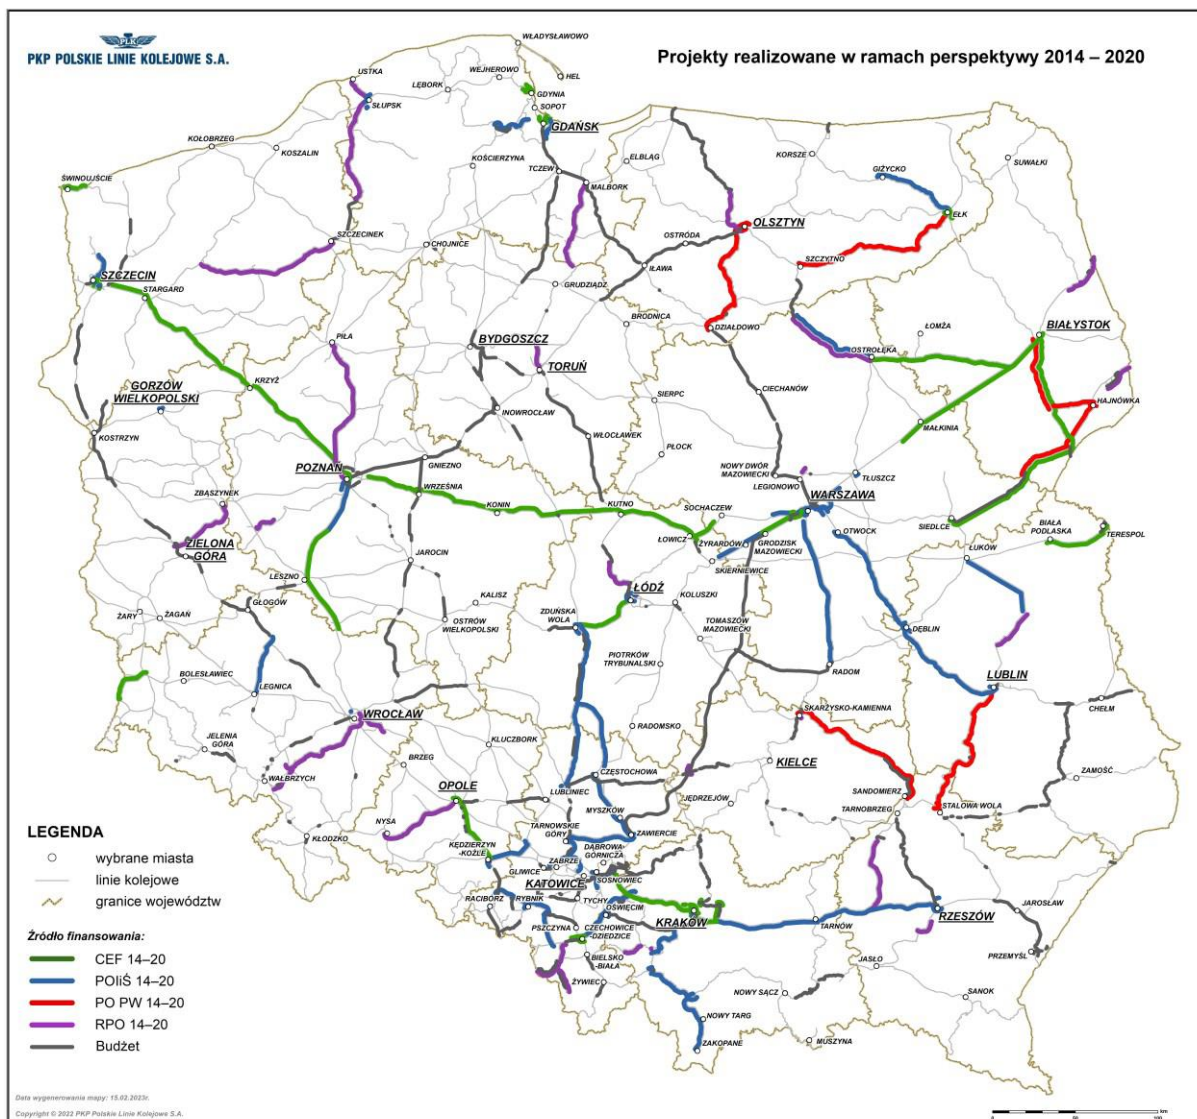 PLK
PKP POLSKIE LINIE KOLEJOWE S.A.
Projekty realizowane w ramach perspektywy 2014 – 2020
WŁADYSŁAWOWO
WEJHEROWO
HEL
USTKA
LĘBORK
GDYNIA
SŁUPSK
SOPOT
GDAŃSK
KOŁOBRZEG
KOSZALIN
KOŚCIERZYNA
ELBLĄG
KORSZE
SUWAŁKI
TCZEW
GIŻYCKO
ŚWINOUJŚCIE
MALBORK
EŁK
OLSZTYN
SZCZECINEK
CHOJNICE
OSTRÓDA
SZCZECIN
IŁAWA
SZCZYTNO
STARGARD
GRUDZIĄDZ
BRODNICA
DZIAŁDOWO
ŁOMŻA
BIAŁYSTOK
PIŁA
BYDGOSZCZ
OSTROŁĘKA
TORUŃ
KRZYŻ
GORZÓW
WIELKOPOLSKI
CIECHANÓW
SIERPC
HAJNÓWKA
INOWROCŁAW
MAŁKINIA
KOSTRZYN
WŁOCŁAWEK
PŁOCK
POZNAŃ
GNIEZNO
NOWY DWÓR
MAZOWIECKI
TŁUSZCZ
LEGIONOWO
ZBĄSZYNEK
WRZEŚNIA
WARSZAWA
KONIN
KUTNO
SOCHACZEW
SIEDLCE
BIAŁA
PODLASKA
TERESPOL
OTWOCK
ŁOWICZ
ŻYRARDÓW
GRODZISK
MAZOWIECKI
ZIELONA
GÓRA
JAROCIN
SKIERNIEWICE
ŁUKÓW
LESZNO
ŁÓDŹ
KALISZ
KOLUSZKI
GŁOGÓW
ŻARY
ŻAGAŃ
OSTRÓW
WIELKOPOLSKI
ZDUŃSKA
WOLA
TOMASZÓW
MAZOWIECKI
DĘBLIN
PIOTRKÓW
TRYBUNALSKI
RADOM
LUBLIN
BOLESŁAWIEC
LEGNICA
CHEŁM
WROCŁAW
SKARŻYSKO-KAMIENNA
RADOMSKO
JELENIA
GÓRA
KLUCZBORK
BRZEG
KIELCE
WAŁBRZYCH
CZĘSTOCHOWA
ZAMOŚĆ
OPOLE
LUBLINIEC
SANDOMIERZ
JĘDRZEJÓW
TARNOBRZEG
STALOWA WOLA
MYSZKÓW
LEGENDA
NYSA
TARNOWSKIE
GÓRY
ZAWIERCIE
KŁODZKO
KĘDZIERZYN
-KOŹLE
DĄBROWA-
GÓRNICZA
wybrane miasta
ZABRZE
GLIWICE
SOSNOWIEC
linie kolejowe
KATOWICE
granice województw
RACIBÓRZ
RYBNIK
TYCHY
OŚWIĘCIM
KRAKÓW
RZESZÓW
JAROSŁAW
TARNÓW
PSZCZYNA
CZECHOWICE
-DZIEDZICE
Źródło finansowania:
PRZEMYŚL
BIELSKO
-BIAŁA
JASŁO
CEF 14–20
ŻYWIEC
POIiŚ 14–20
NOWY SĄCZ
SANOK
PO PW 14–20
RPO 14–20
NOWY TARG
Budżet
MUSZYNA
ZAKOPANE
Data wygenerowania mapy: 15.02.2023r.
Copyright © 2022 PKP Polskie Linie Kolejowe S.A.
km